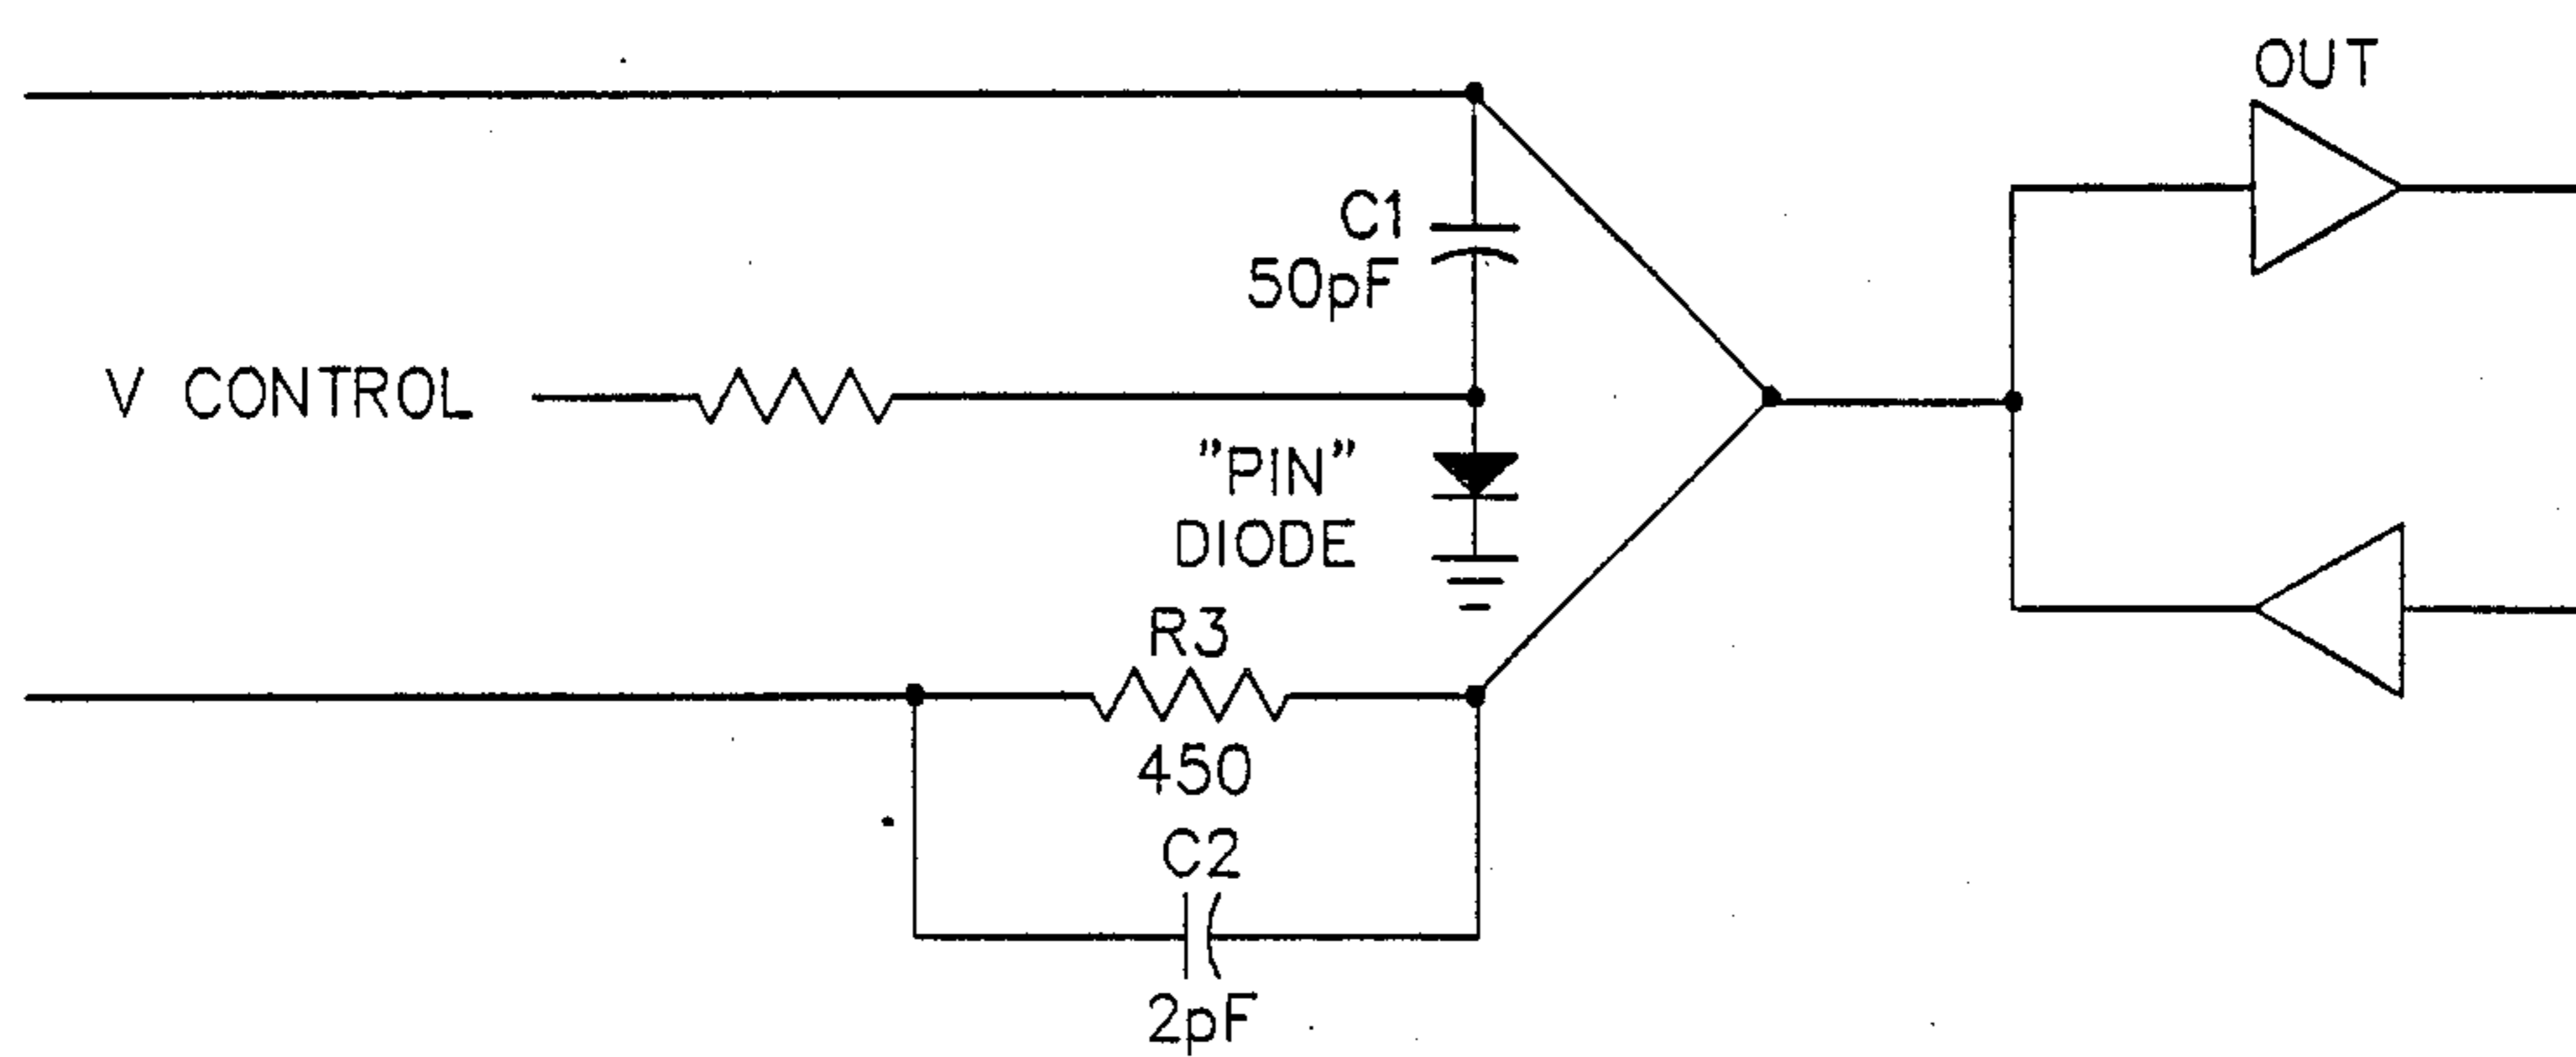 OUT
C1
50pF
V CONTROL
"PIN"
DIODE
R3
450
C2
2pF